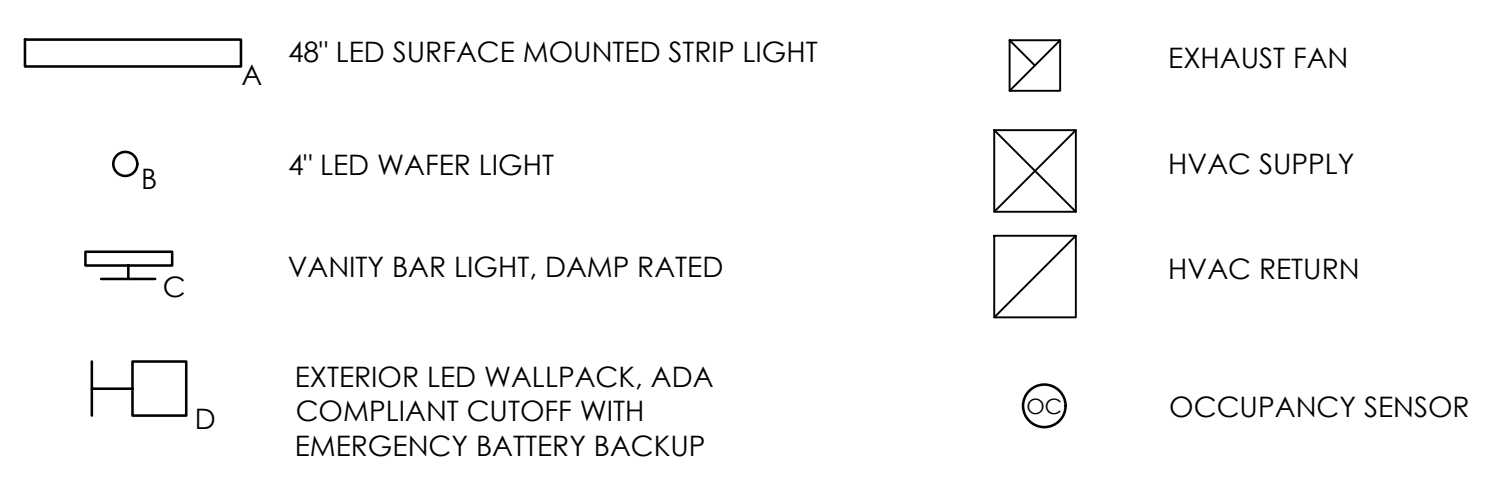 A
48" LED SURFACE MOUNTED STRIP LIGHT
B
4" LED WAFER LIGHT
C
VANITY BAR LIGHT, DAMP RATED
D
EXTERIOR LED WALLPACK, ADA
COMPLIANT CUTOFF WITH
EMERGENCY BATTERY BACKUP
EXHAUST FAN
HVAC SUPPLY
HVAC RETURN
OC
OCCUPANCY SENSOR